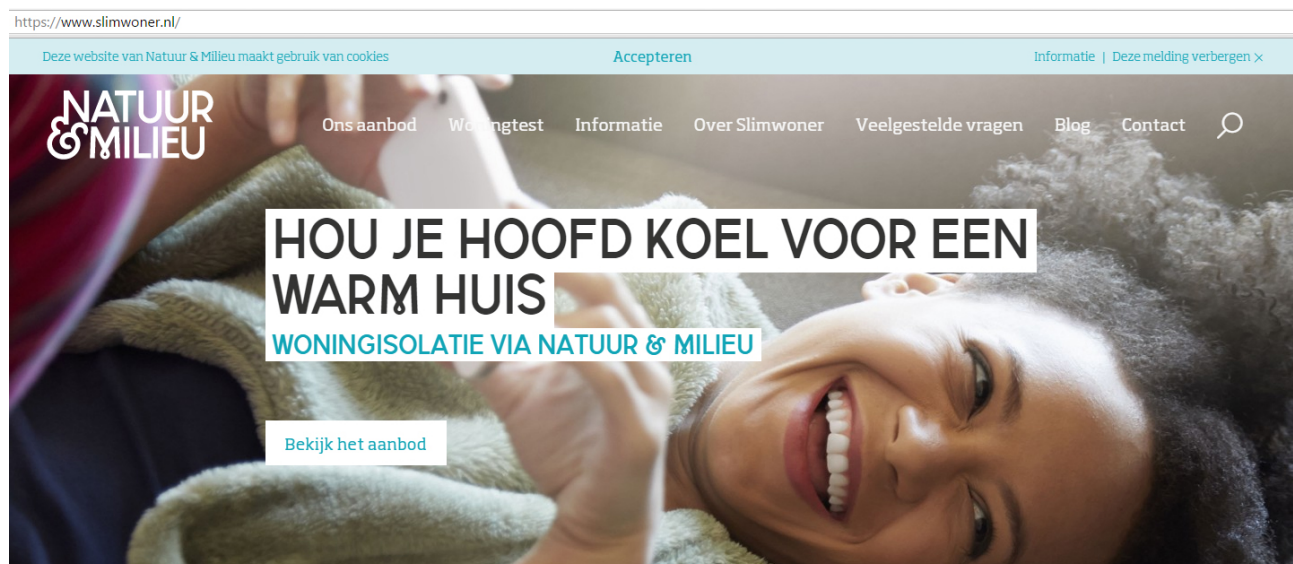 https://www.slimwoner.nl/
Deze website van Natuur & Milieu maakt gebruik van cookies Accepteren Informatie | Deze melding verbergen ×
NATUUR
&MILIEU
Ons aanbod Woningtest Informatie Over Slimwoner Veelgestelde vragen Blog Contact
HOU JE HOOFD KOEL VOOR EEN
WARM HUIS
WONINGISOLATIE VIA NATUUR & MILIEU
Bekijk het aanbod